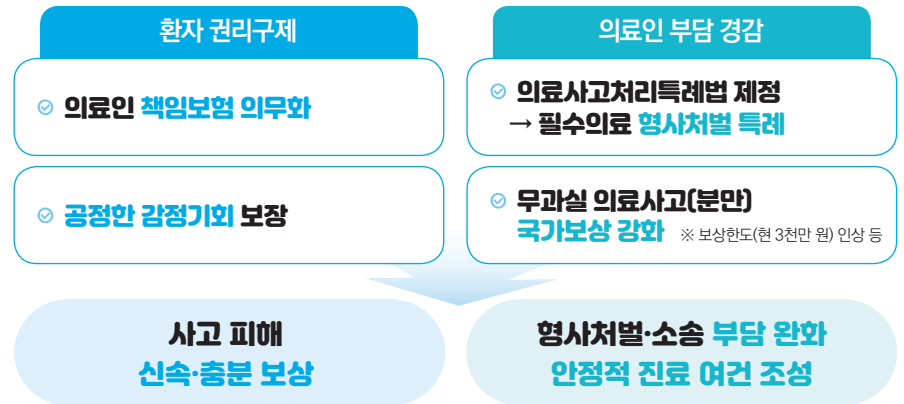 환자 권리구제
의료인 책임보험 의무화
공정한 감정기회 보장
의료인 부담 경감
의료사고처리특례법 제정
→ 필수의료 형사처벌 특례
무과실 의료사고(분만)
국가보상 강화 ※ 보상한도(현 3천만 원) 인상 등
사고 피해
신속·충분 보상
형사처벌·소송 부담 완화
안정적 진료 여건 조성